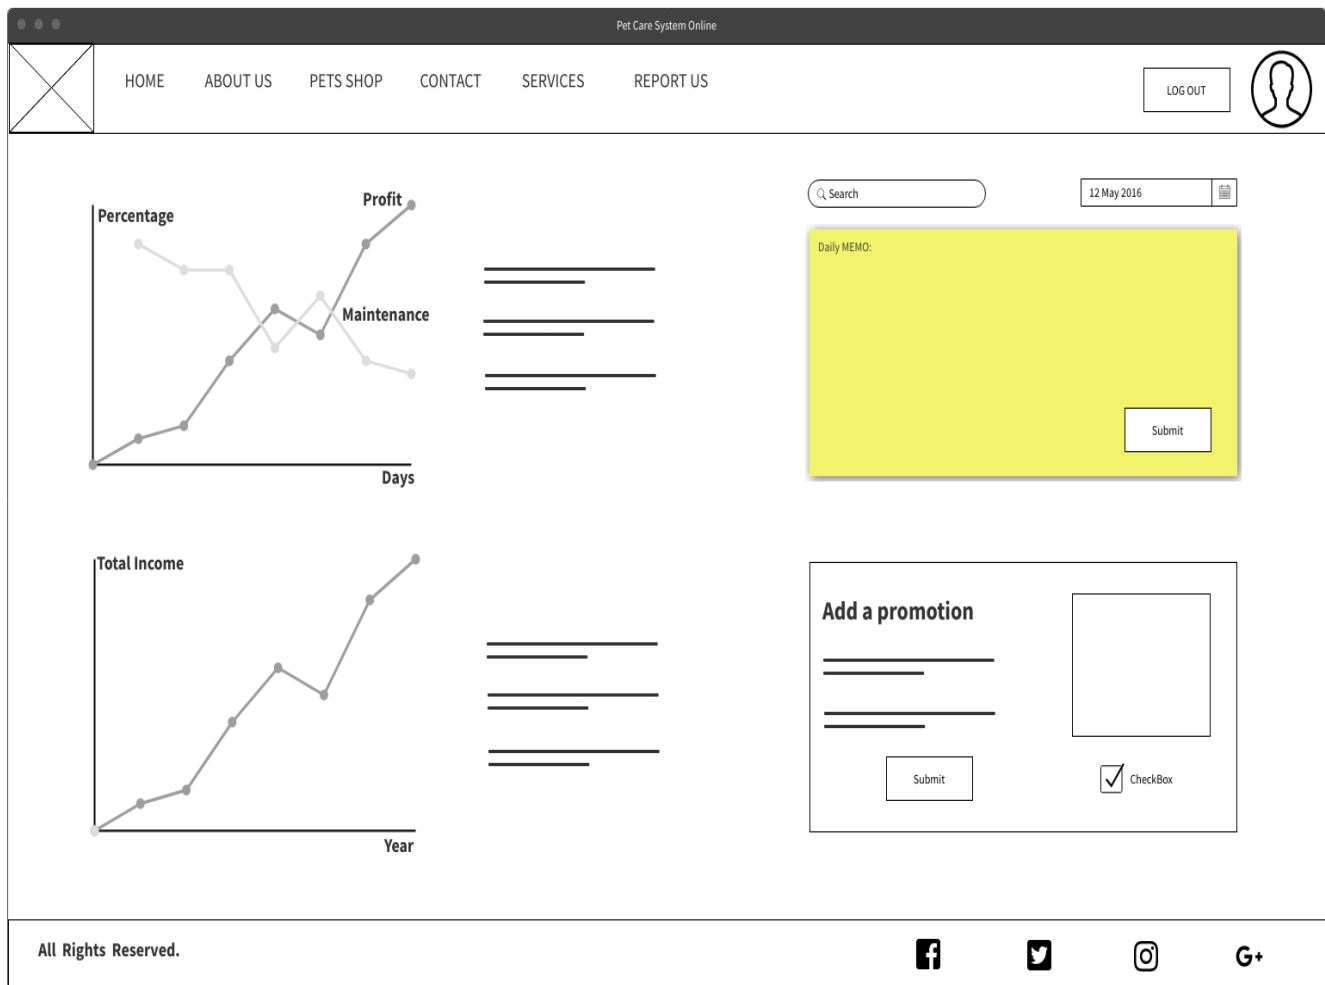 Pet Care System Online
HOME ABOUT US PETS SHOP CONTACT SERVICES REPORT US
LOG OUT
Percentage
Profit
Maintenance
Days
Search
12 May 2016
Daily MEMO:
Submit
Total Income
Year
Add a promotion
Submit
CheckBox
All Rights Reserved.
G+